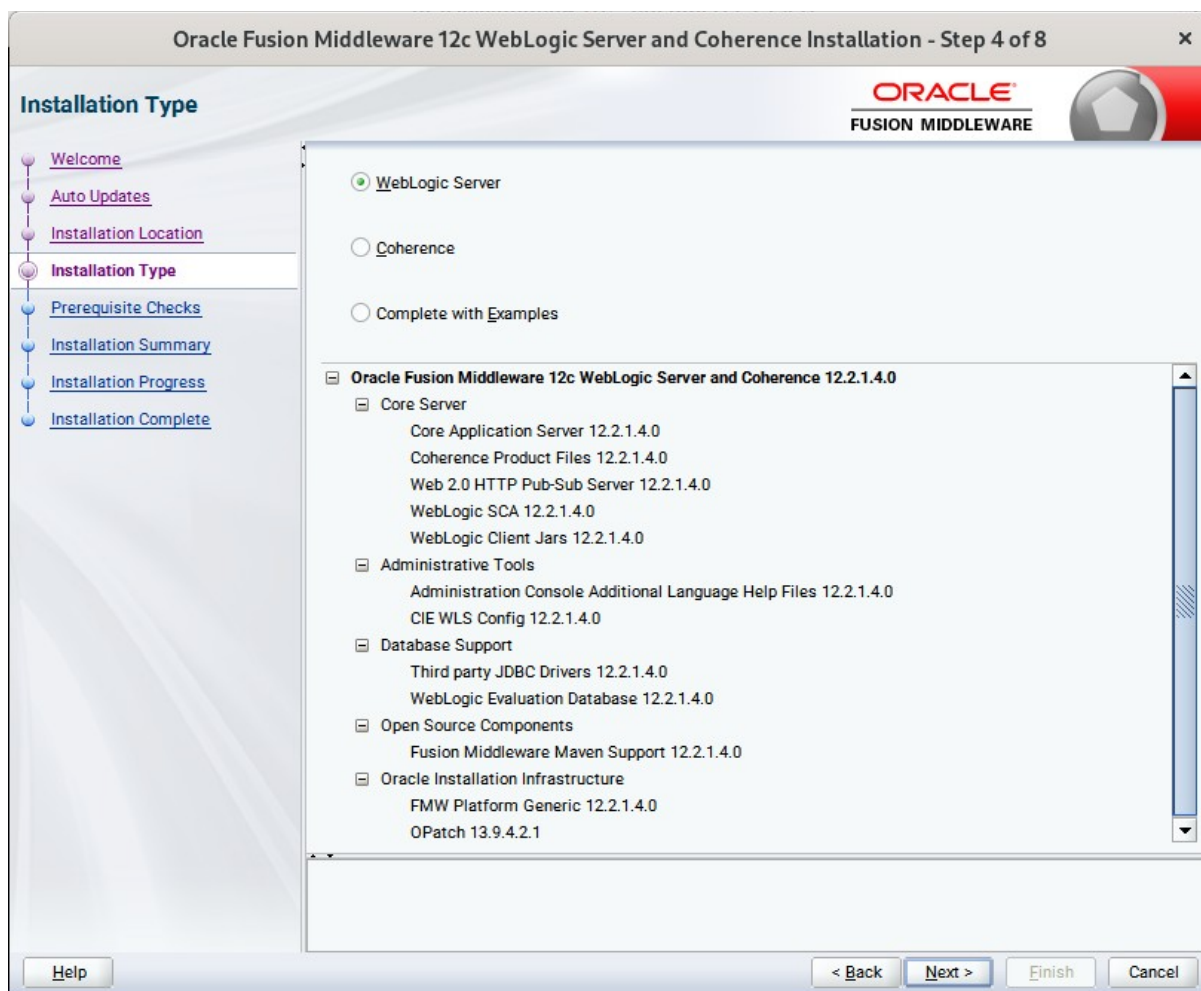 Oracle Fusion Middleware 12c WebLogic Server and Coherence Installation - Step 4 of 8
Installation Type
ORACLE
FUSION MIDDLEWARE
Welcome
Auto Updates
Installation Location
Installation Type
Prerequisite Checks
Installation Summary
Installation Progress
Installation Complete
WebLogic Server
Coherence
Complete with Examples
Oracle Fusion Middleware 12c WebLogic Server and Coherence 12.2.1.4.0
Core Server
Core Application Server 12.2.1.4.0
Coherence Product Files 12.2.1.4.0
Web 2.0 HTTP Pub-Sub Server 12.2.1.4.0
WebLogic SCA 12.2.1.4.0
WebLogic Client Jars 12.2.1.4.0
Administrative Tools
Administration Console Additional Language Help Files 12.2.1.4.0
CIE WLS Config 12.2.1.4.0
Database Support
Third party JDBC Drivers 12.2.1.4.0
WebLogic Evaluation Database 12.2.1.4.0
Open Source Components
Fusion Middleware Maven Support 12.2.1.4.0
Oracle Installation Infrastructure
FMW Platform Generic 12.2.1.4.0
OPatch 13.9.4.2.1
Help
< Back
Next >
Finish
Cancel